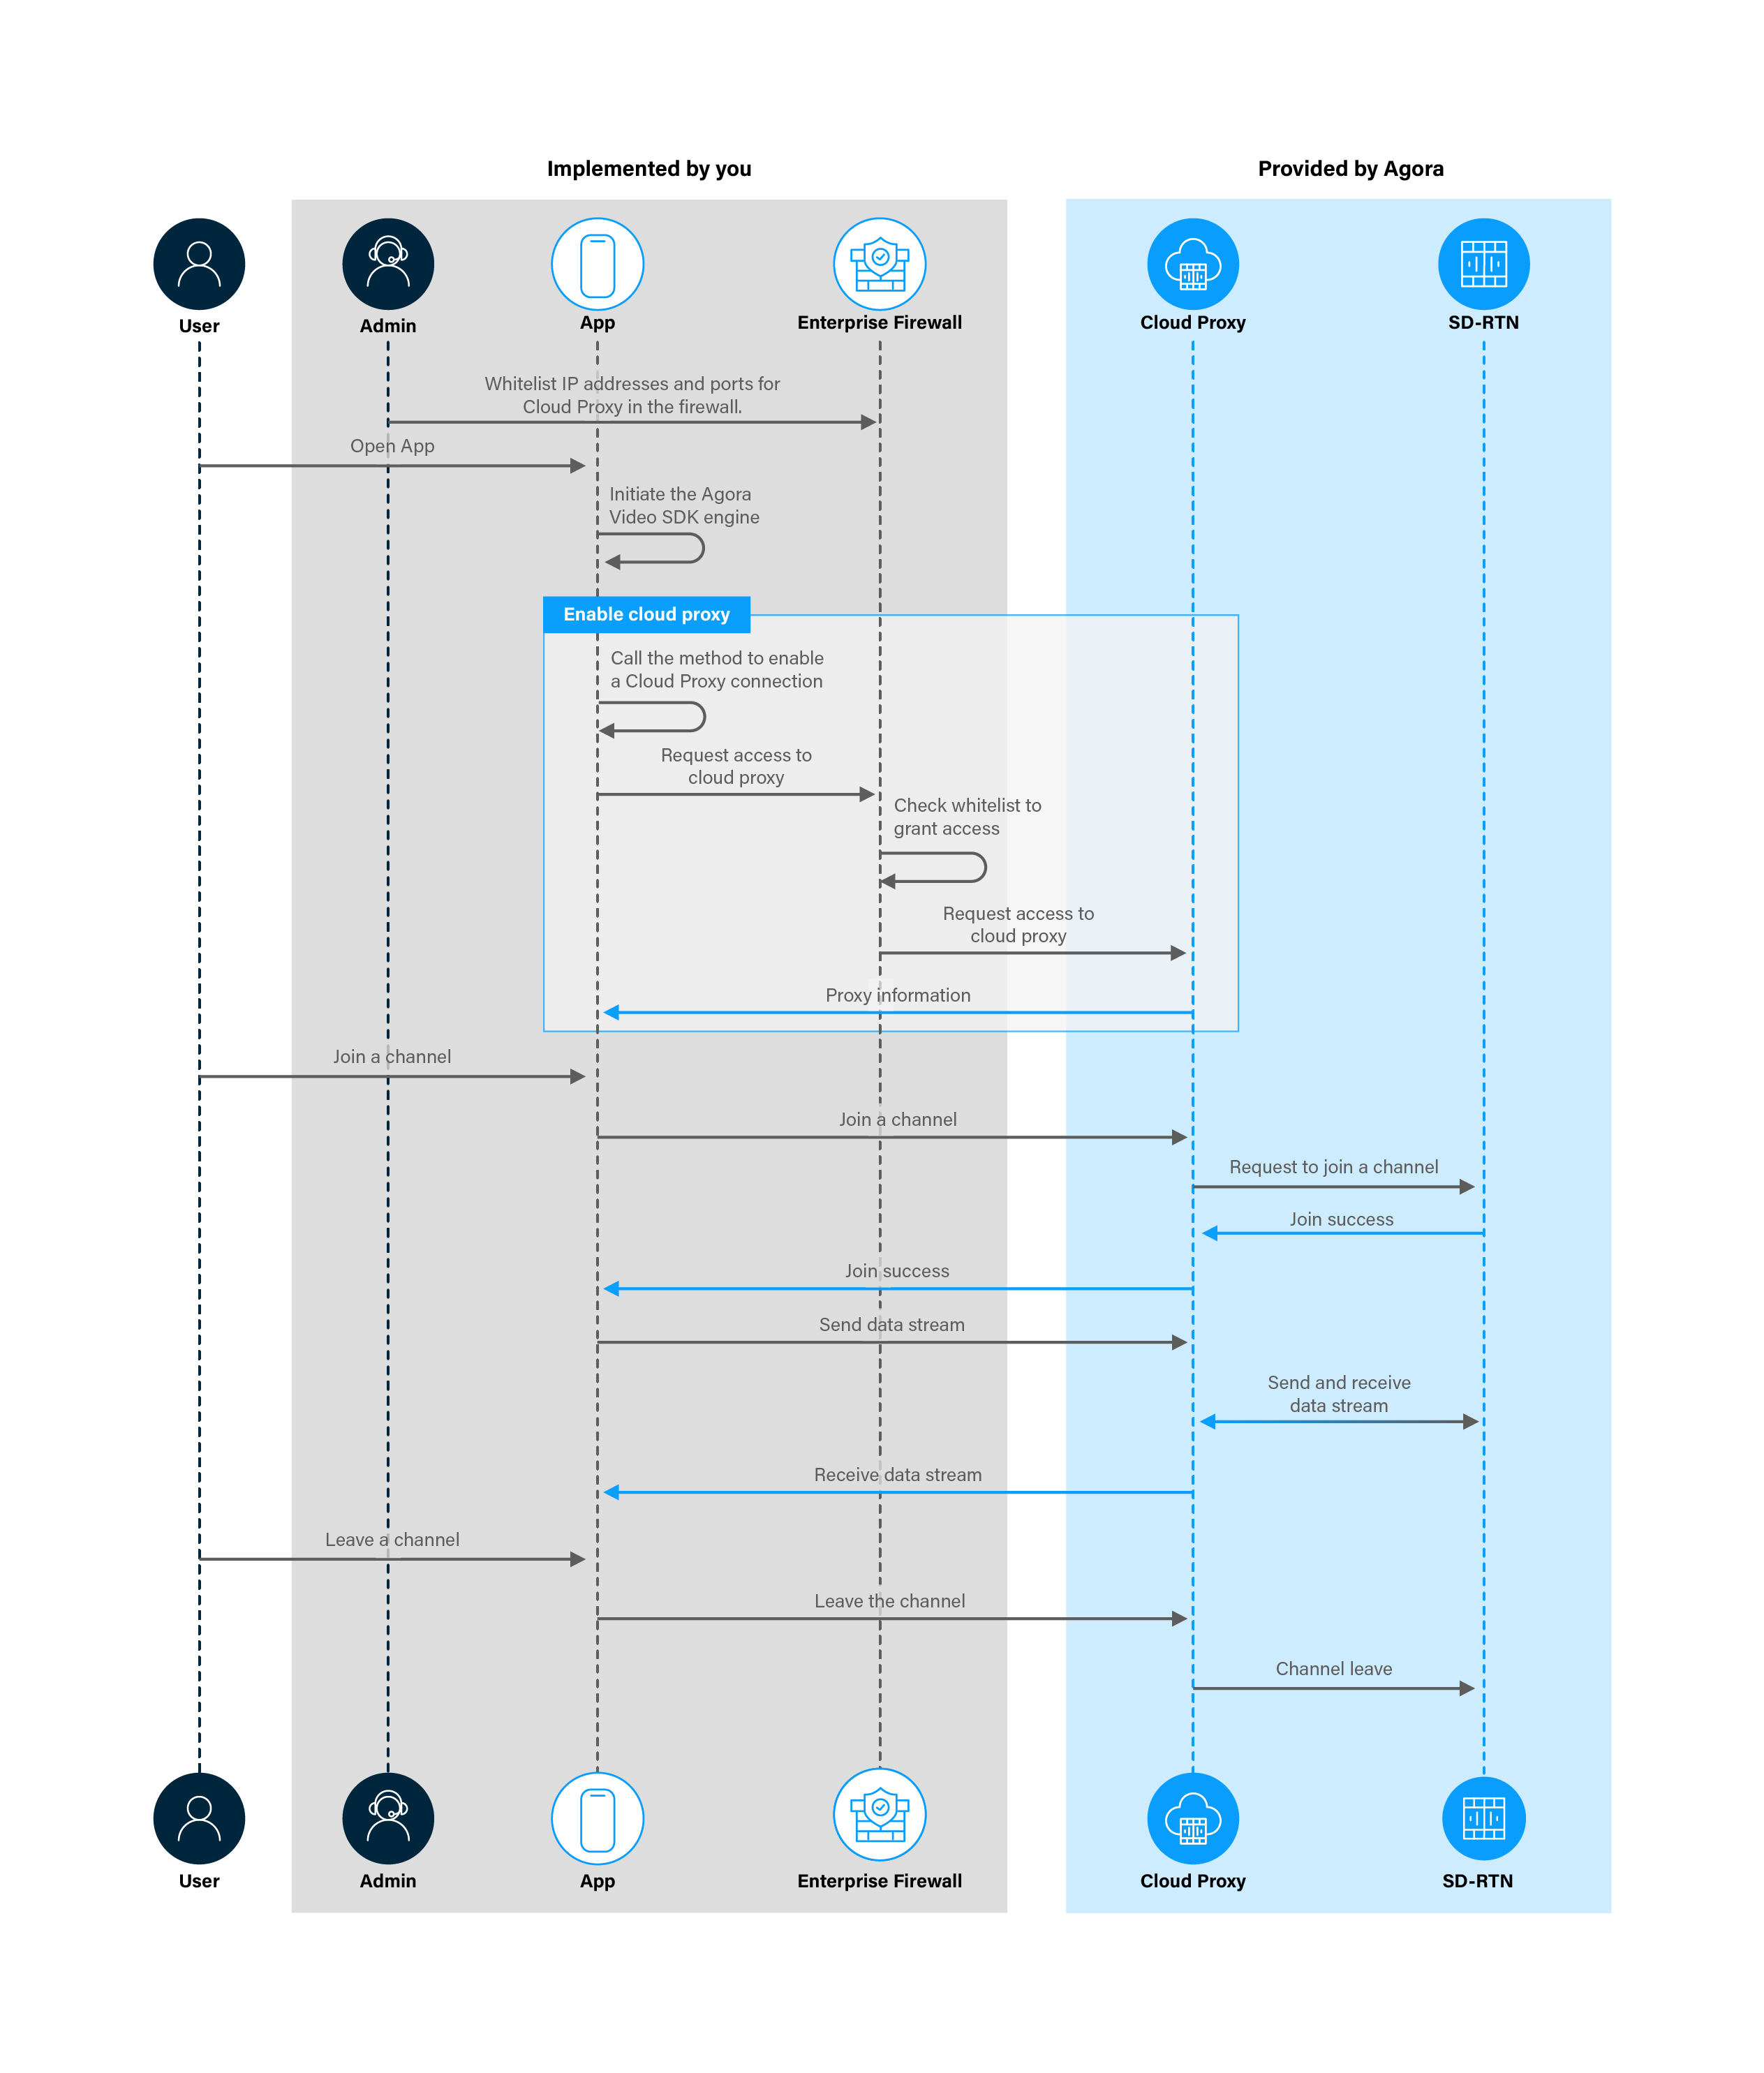 Implemented by you
Provided by Agora
User
Admin
App
Enterprise Firewall
Cloud Proxy
SD-RTN
Whitelist IP addresses and ports for
Cloud Proxy in the firewall.
Open App
Initiate the Agora
Video SDK engine
Enable cloud proxy
Call the method to enable
a Cloud Proxy connection
Request access to
cloud proxy
Check whitelist to
grant access
Request access to
cloud proxy
Proxy information
Join a channel
Join a channel
Request to join a channel
Join success
Join success
Send data stream
Send and receive
data stream
Receive data stream
Leave a channel
Leave the channel
Channel leave
User
Admin
App
Enterprise Firewall
Cloud Proxy
SD-RTN